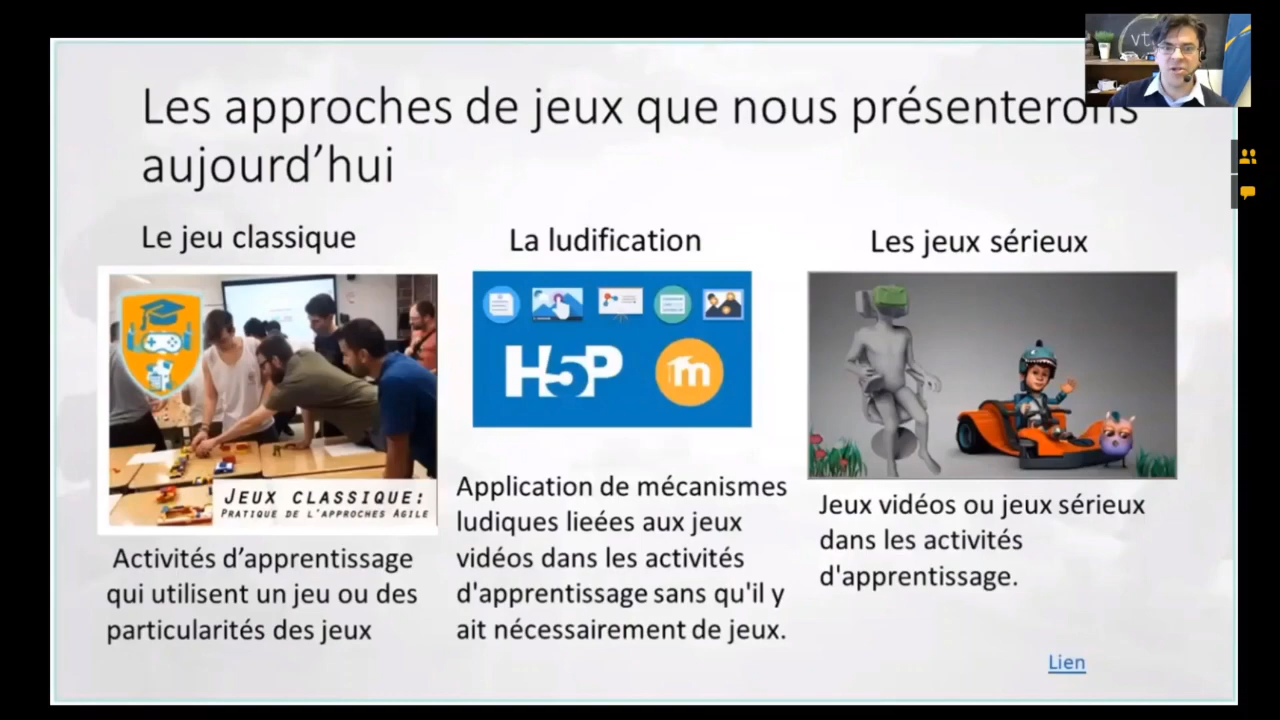 Les approches de jeux que nous présenterons
aujourd'hui
Le jeu classique
La ludification
Les jeux sérieux
H5P
m
JEUX CLASSIQUE:
PRATIQUE DE L'APPROCHES AGILE
Activités d'apprentissage
qui utilisent un jeu ou des
particularités des jeux
Application de mécanismes
ludiques lieées aux jeux
vidéos dans les activités
d'apprentissage sans qu'il y
ait nécessairement de jeux.
Jeux vidéos ou jeux sérieux
dans les activités
d'apprentissage.
Lien